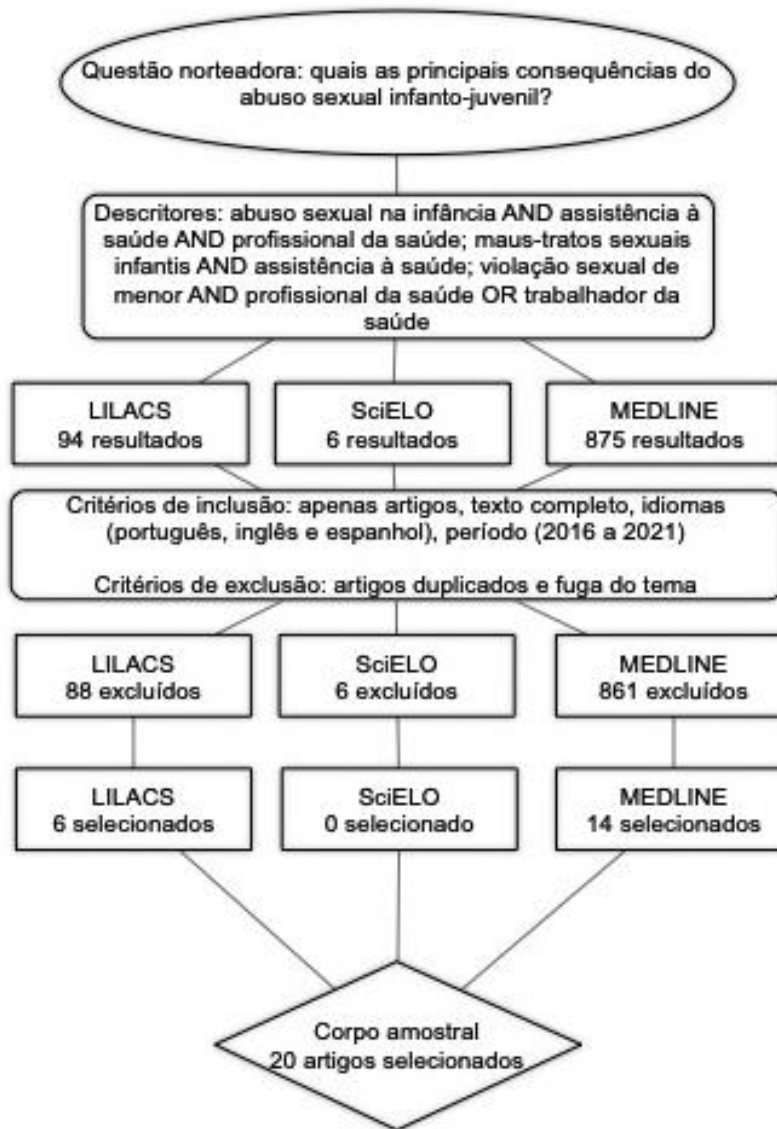 Questão norteadora: quais as principais consequências do
abuso sexual infanto-juvenil?
Descritores: abuso sexual na infância AND assistência à
saúde AND profissional da saúde; maus-tratos sexuais
infantis AND assistência à saúde; violação sexual de
menor AND profissional da saúde OR trabalhador da
saúde
LILACS
94 resultados
SciELO
6 resultados
MEDLINE
875 resultados
Critérios de inclusão: apenas artigos, texto completo, idiomas
(português, inglês e espanhol), período (2016 a 2021)
Critérios de exclusão: artigos duplicados e fuga do tema
LILACS
88 excluídos
SciELO
6 excluídos
MEDLINE
861 excluídos
LILACS
6 selecionados
SciELO
0 selecionado
MEDLINE
14 selecionados
Corpo amostral
20 artigos selecionados